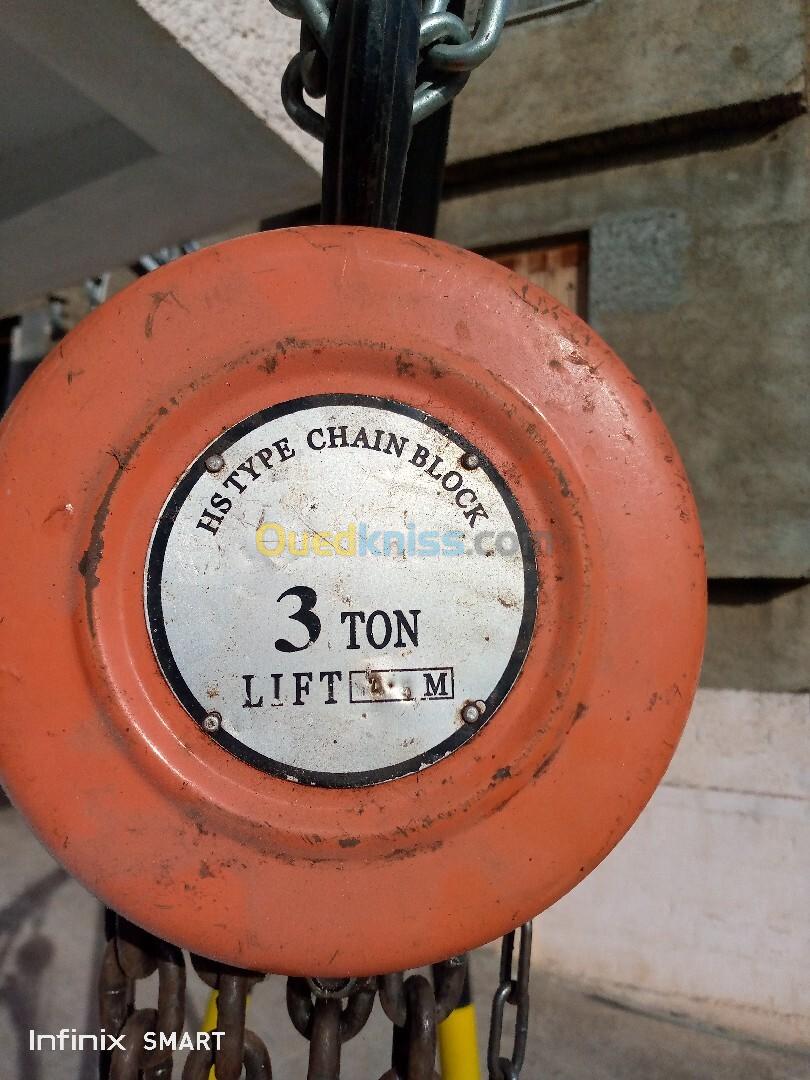 HS TYPE CHAIN BLOCK
Ouedkniss.com
3 TON
LIFT M
Infinix SMART